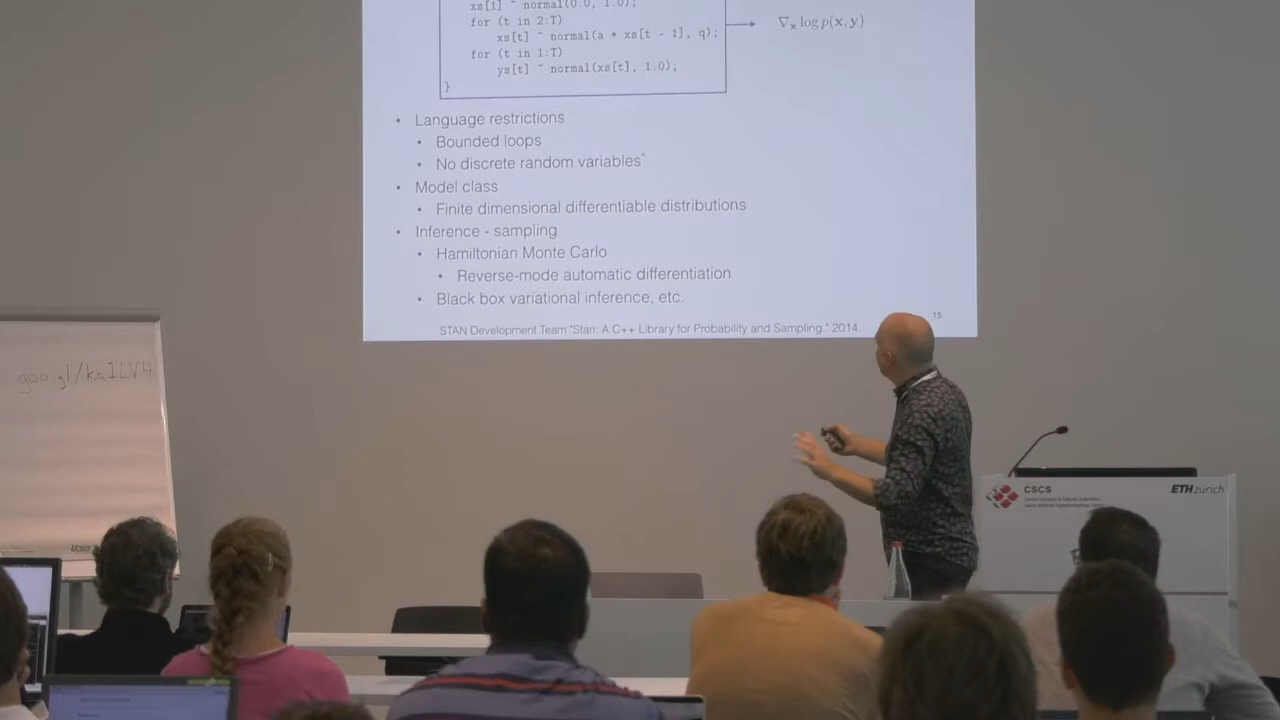 xs[1] ~ normal(0.0, 1.0);
for (t in 2:T)
xs[t] ~ normal(a * xs[t - 1], q);
for (t in 1:T)
ys[t] ~ normal(xs[t], 1.0);
}
∇x log p(x, y)
• Language restrictions
• Bounded loops
• No discrete random variables*
• Model class
• Finite dimensional differentiable distributions
• Inference - sampling
• Hamiltonian Monte Carlo
• Reverse-mode automatic differentiation
• Black box variational inference, etc.
15
STAN Development Team "Stan: A C++ Library for Probability and Sampling." 2014.
goo.gl/ka1LV4
CSCS
ETH zürich